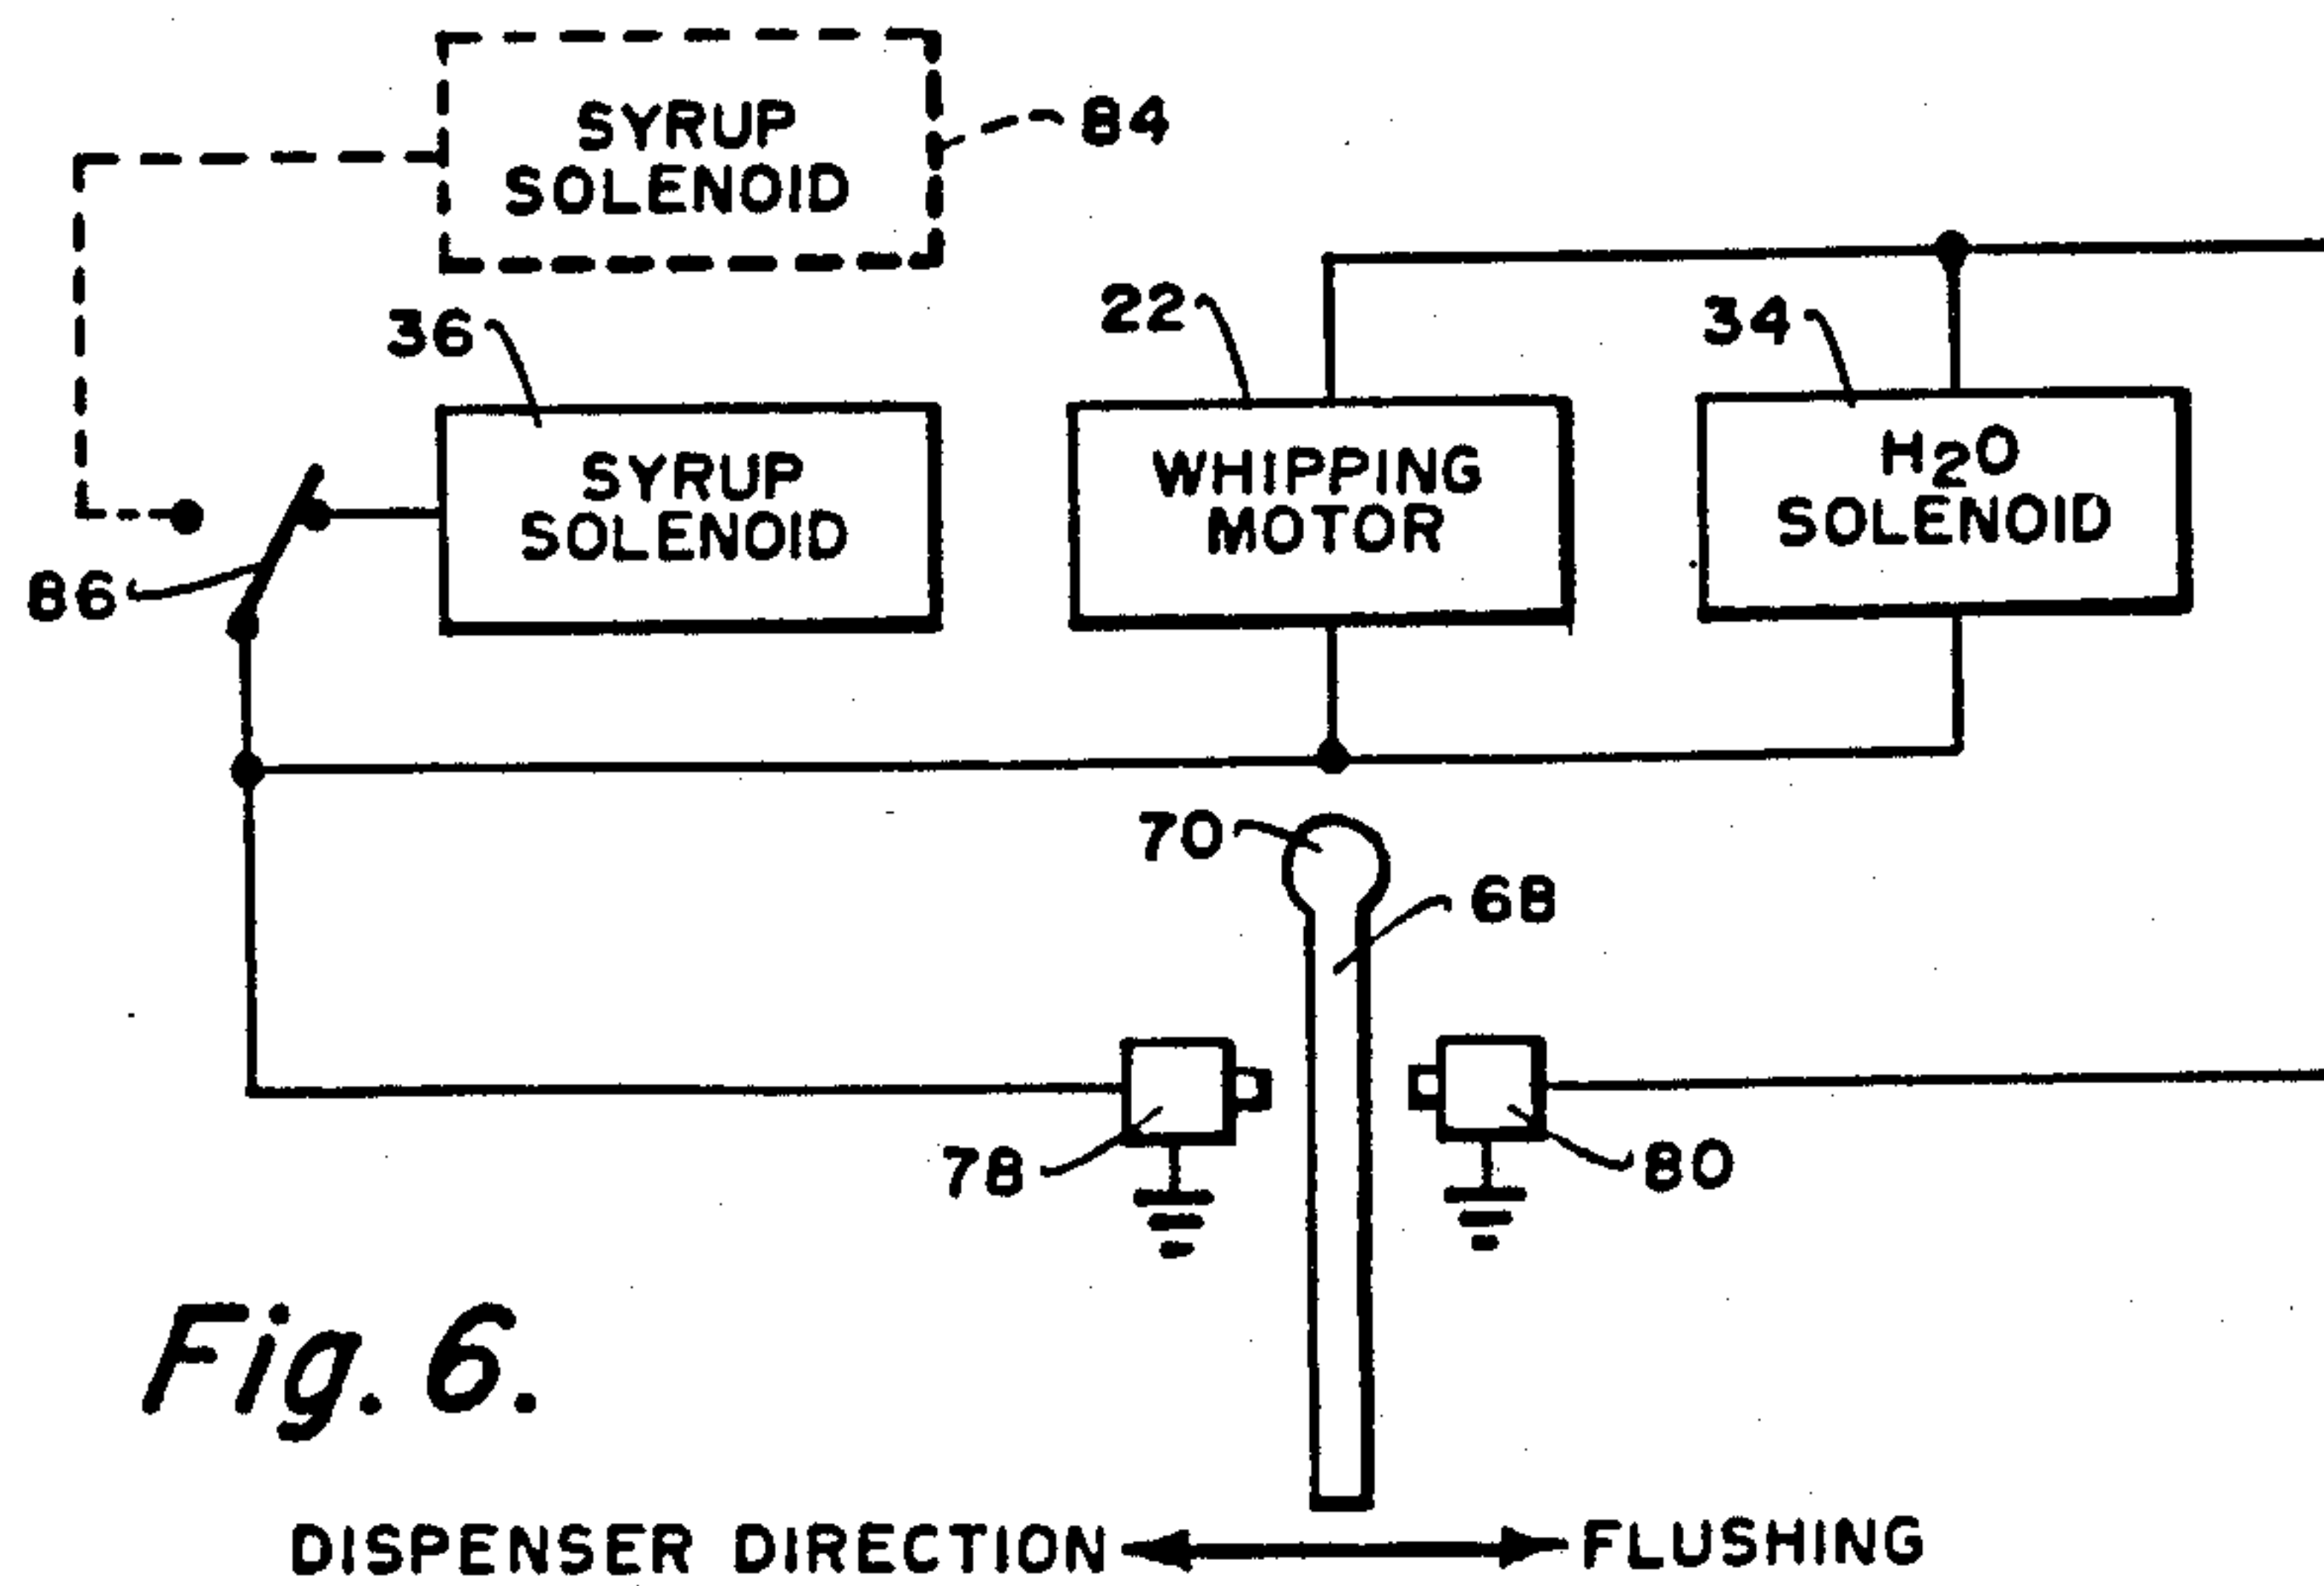 SYRUP
SOLENOID
84
36
22
34
SYRUP
SOLENOID
WHIPPING
MOTOR
H2O
SOLENOID
86
70
68
78
80
Fig. 6.
DISPENSER DIRECTION
FLUSHING